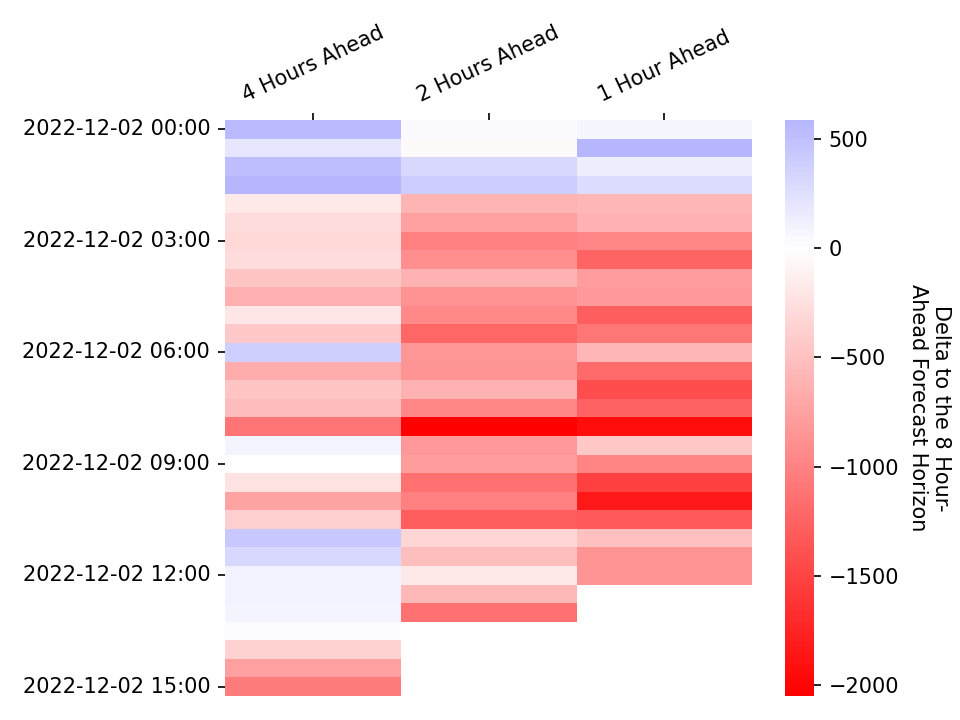 4 Hours Ahead
2 Hours Ahead
1 Hour Ahead
2022-12-02 00:00
2022-12-02 03:00
2022-12-02 06:00
2022-12-02 09:00
2022-12-02 12:00
2022-12-02 15:00
500
0
−500
−1000
−1500
−2000
Delta to the 8 Hour-
Ahead Forecast Horizon